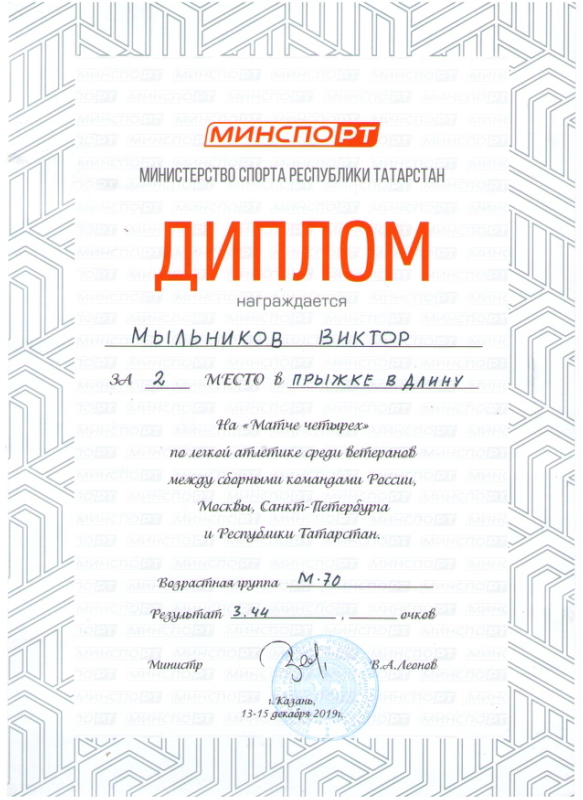 МИНСПОРТ
МИНИСТЕРСТВО СПОРТА РЕСПУБЛИКИ ТАТАРСТАН
ДИПЛОМ
награждается
МЫЛЬНИКОВ ВИКТОР
ЗА 2 МЕСТО в ПРЫЖКЕ В ДЛИНУ
На «Матче четырех»
по легкой атлетике среди ветеранов
между сборными командами России,
Москвы, Санкт-Петербурга
и Республики Татарстан.
Возрастная группа М-70
Результат 3.44 , очков
Министр В.А.Леонов
г.Казань,
13-15 декабря 2019г.